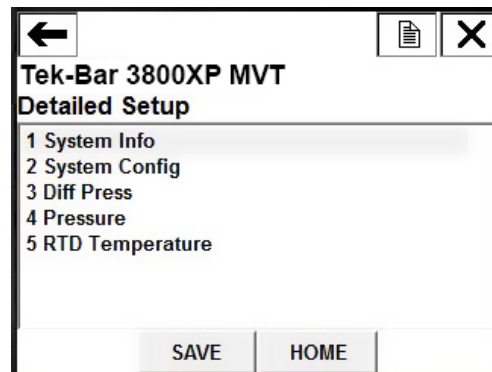 Tek-Bar 3800XP MVT
Detailed Setup
1 System Info
2 System Config
3 Diff Press
4 Pressure
5 RTD Temperature
SAVE HOME